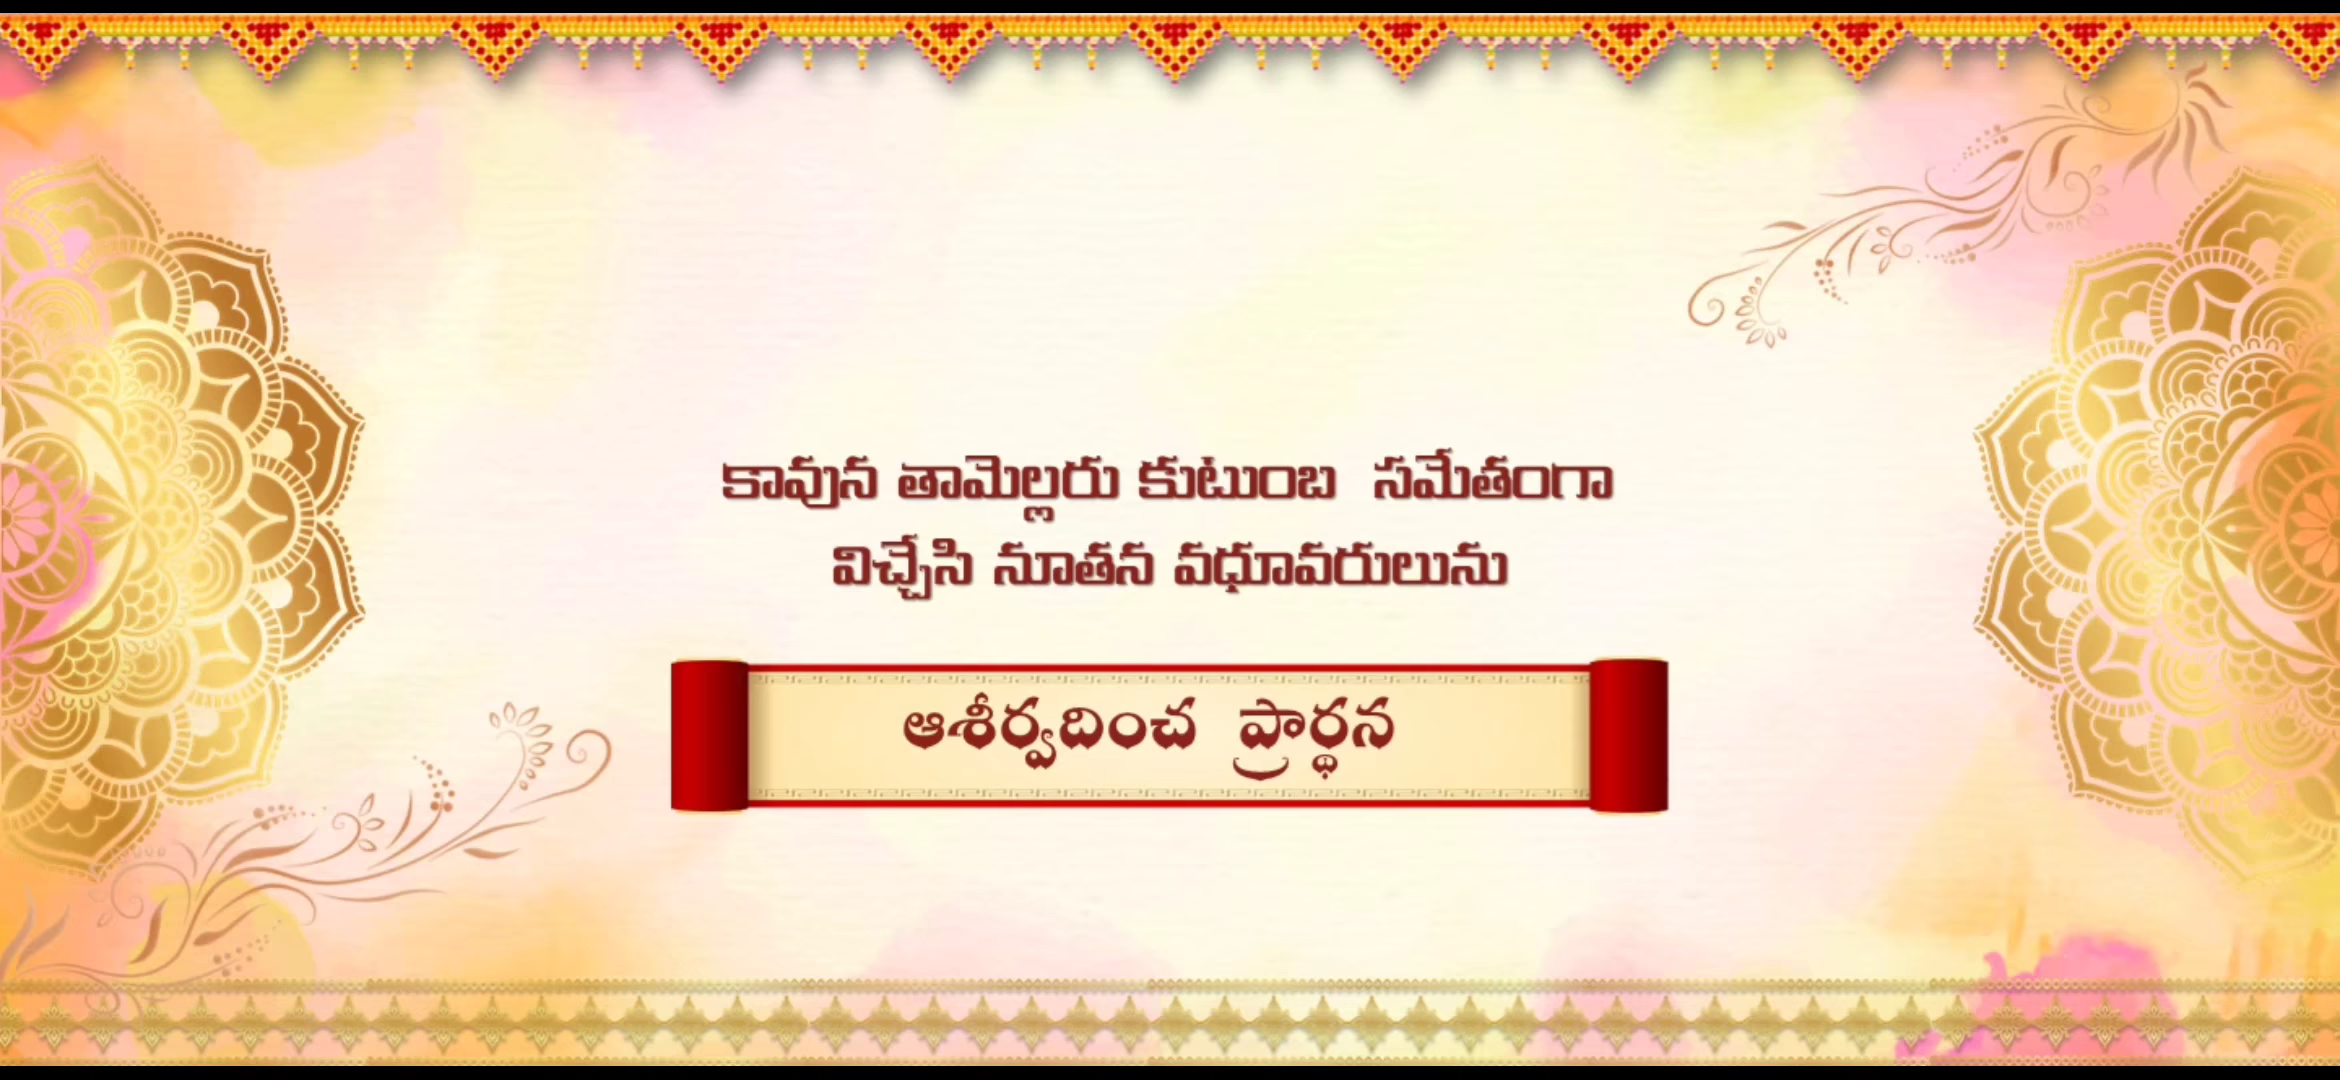 కావున తామెల్లరు కుటుంబ సమేతంగా
విచ్చేసి నూతన వధూవరులును
ఆశీర్వదించ ప్రార్థన